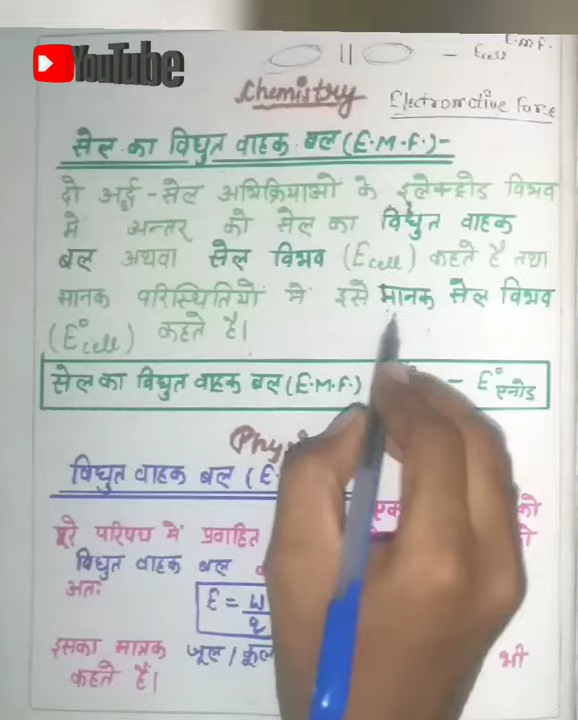 E.m.F.
YouTube
|| - Ecell
Chemistry
Electromotive Force
सेल का विधुत वाहक बल (E.M.F.)-
दो अर्द्ध-सेल अभिक्रियाओं के इलेक्ट्रोड विभव
मे अन्तर को सेल का विधुत वाहक
बल अथवा सेल विभव (Ecell) कहते है तथा
मानक परिस्थितियों में इसे मानक सेल विभव
(E°cell) कहते है।
सेल का विधुत वाहक बल (E.M.F.) - E°एनोड
विधुत वाहक बल (E.
पूरे परिपथ में प्रवाहित
विधुत वाहक बल
अतः
E = W/q
इसका मात्रक जूल/कूल भी
कहते हैं।